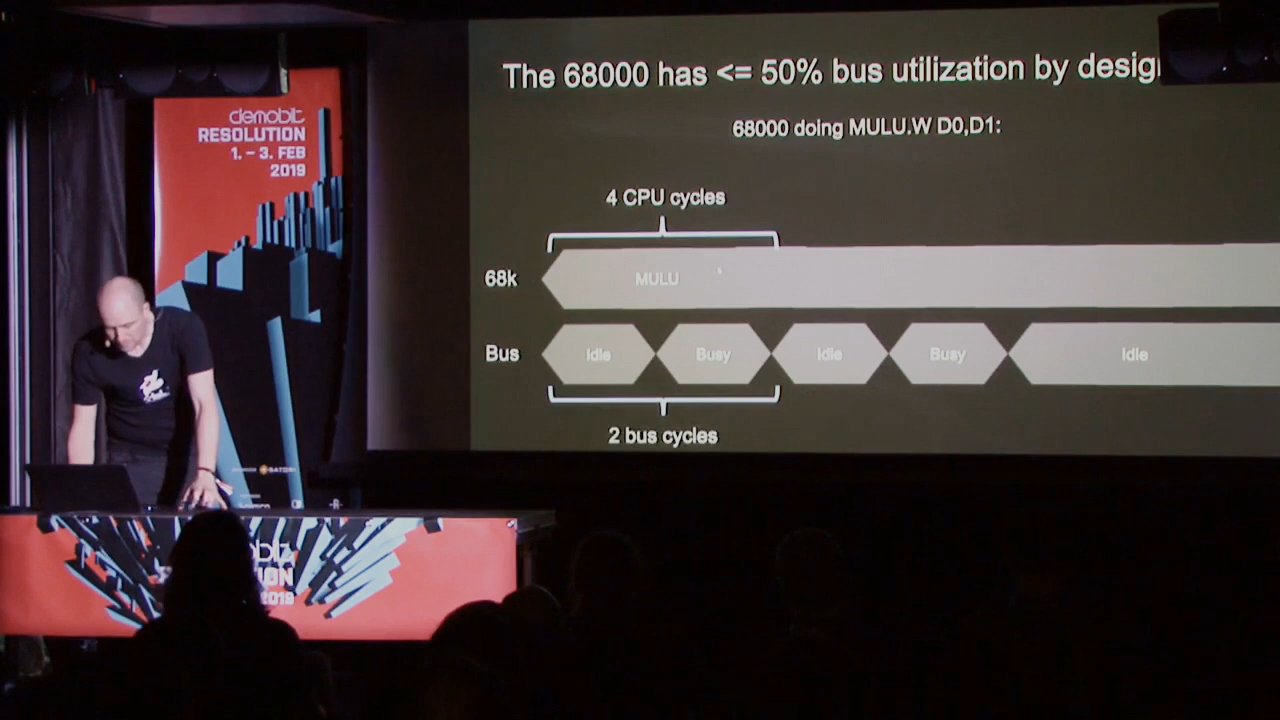 The 68000 has <= 50% bus utilization by desig
68000 doing MULU.W D0,D1:
4 CPU cycles
68k
MULU
Bus
Idle
Busy
Idle
Busy
Idle
2 bus cycles
demobit
RESOLUTION
1. – 3. FEB
2019
2019